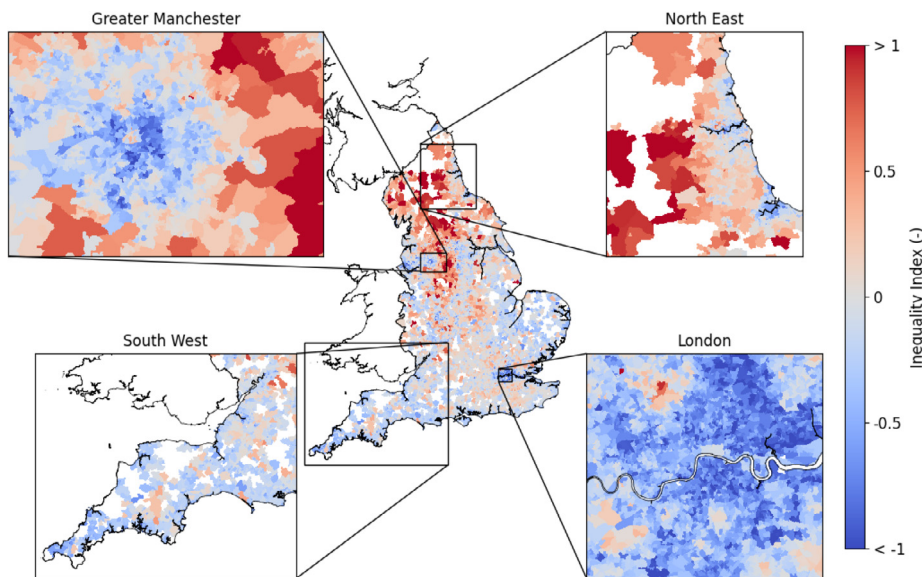 Greater Manchester
North East
> 1
0.5
0
-0.5
< -1
Inequality Index (-)
South West
London